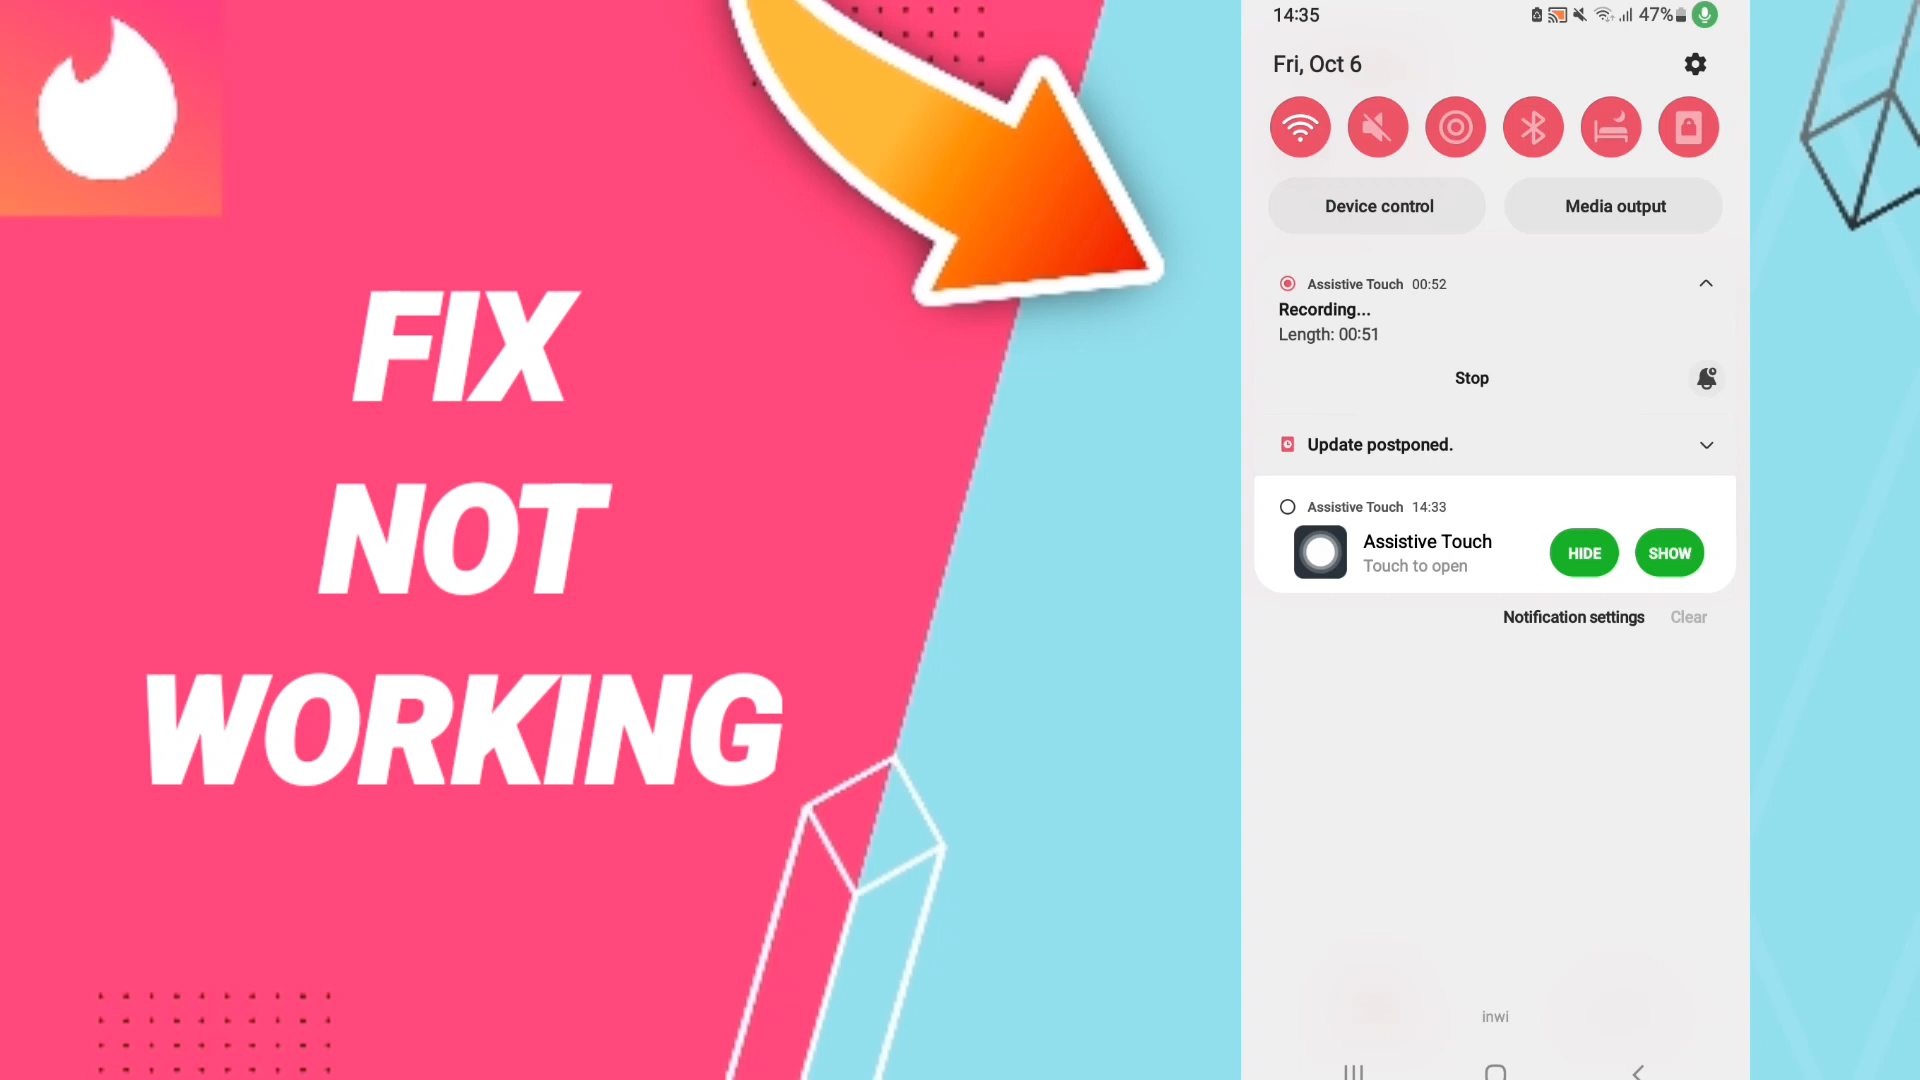 FIX
NOT
WORKING
14:35
47%
Fri, Oct 6
Device control
Media output
Assistive Touch 00:52
Recording...
Length: 00:51
Stop
Update postponed.
Assistive Touch 14:33
Assistive Touch
Touch to open
HIDE
SHOW
Notification settings
Clear
inwi